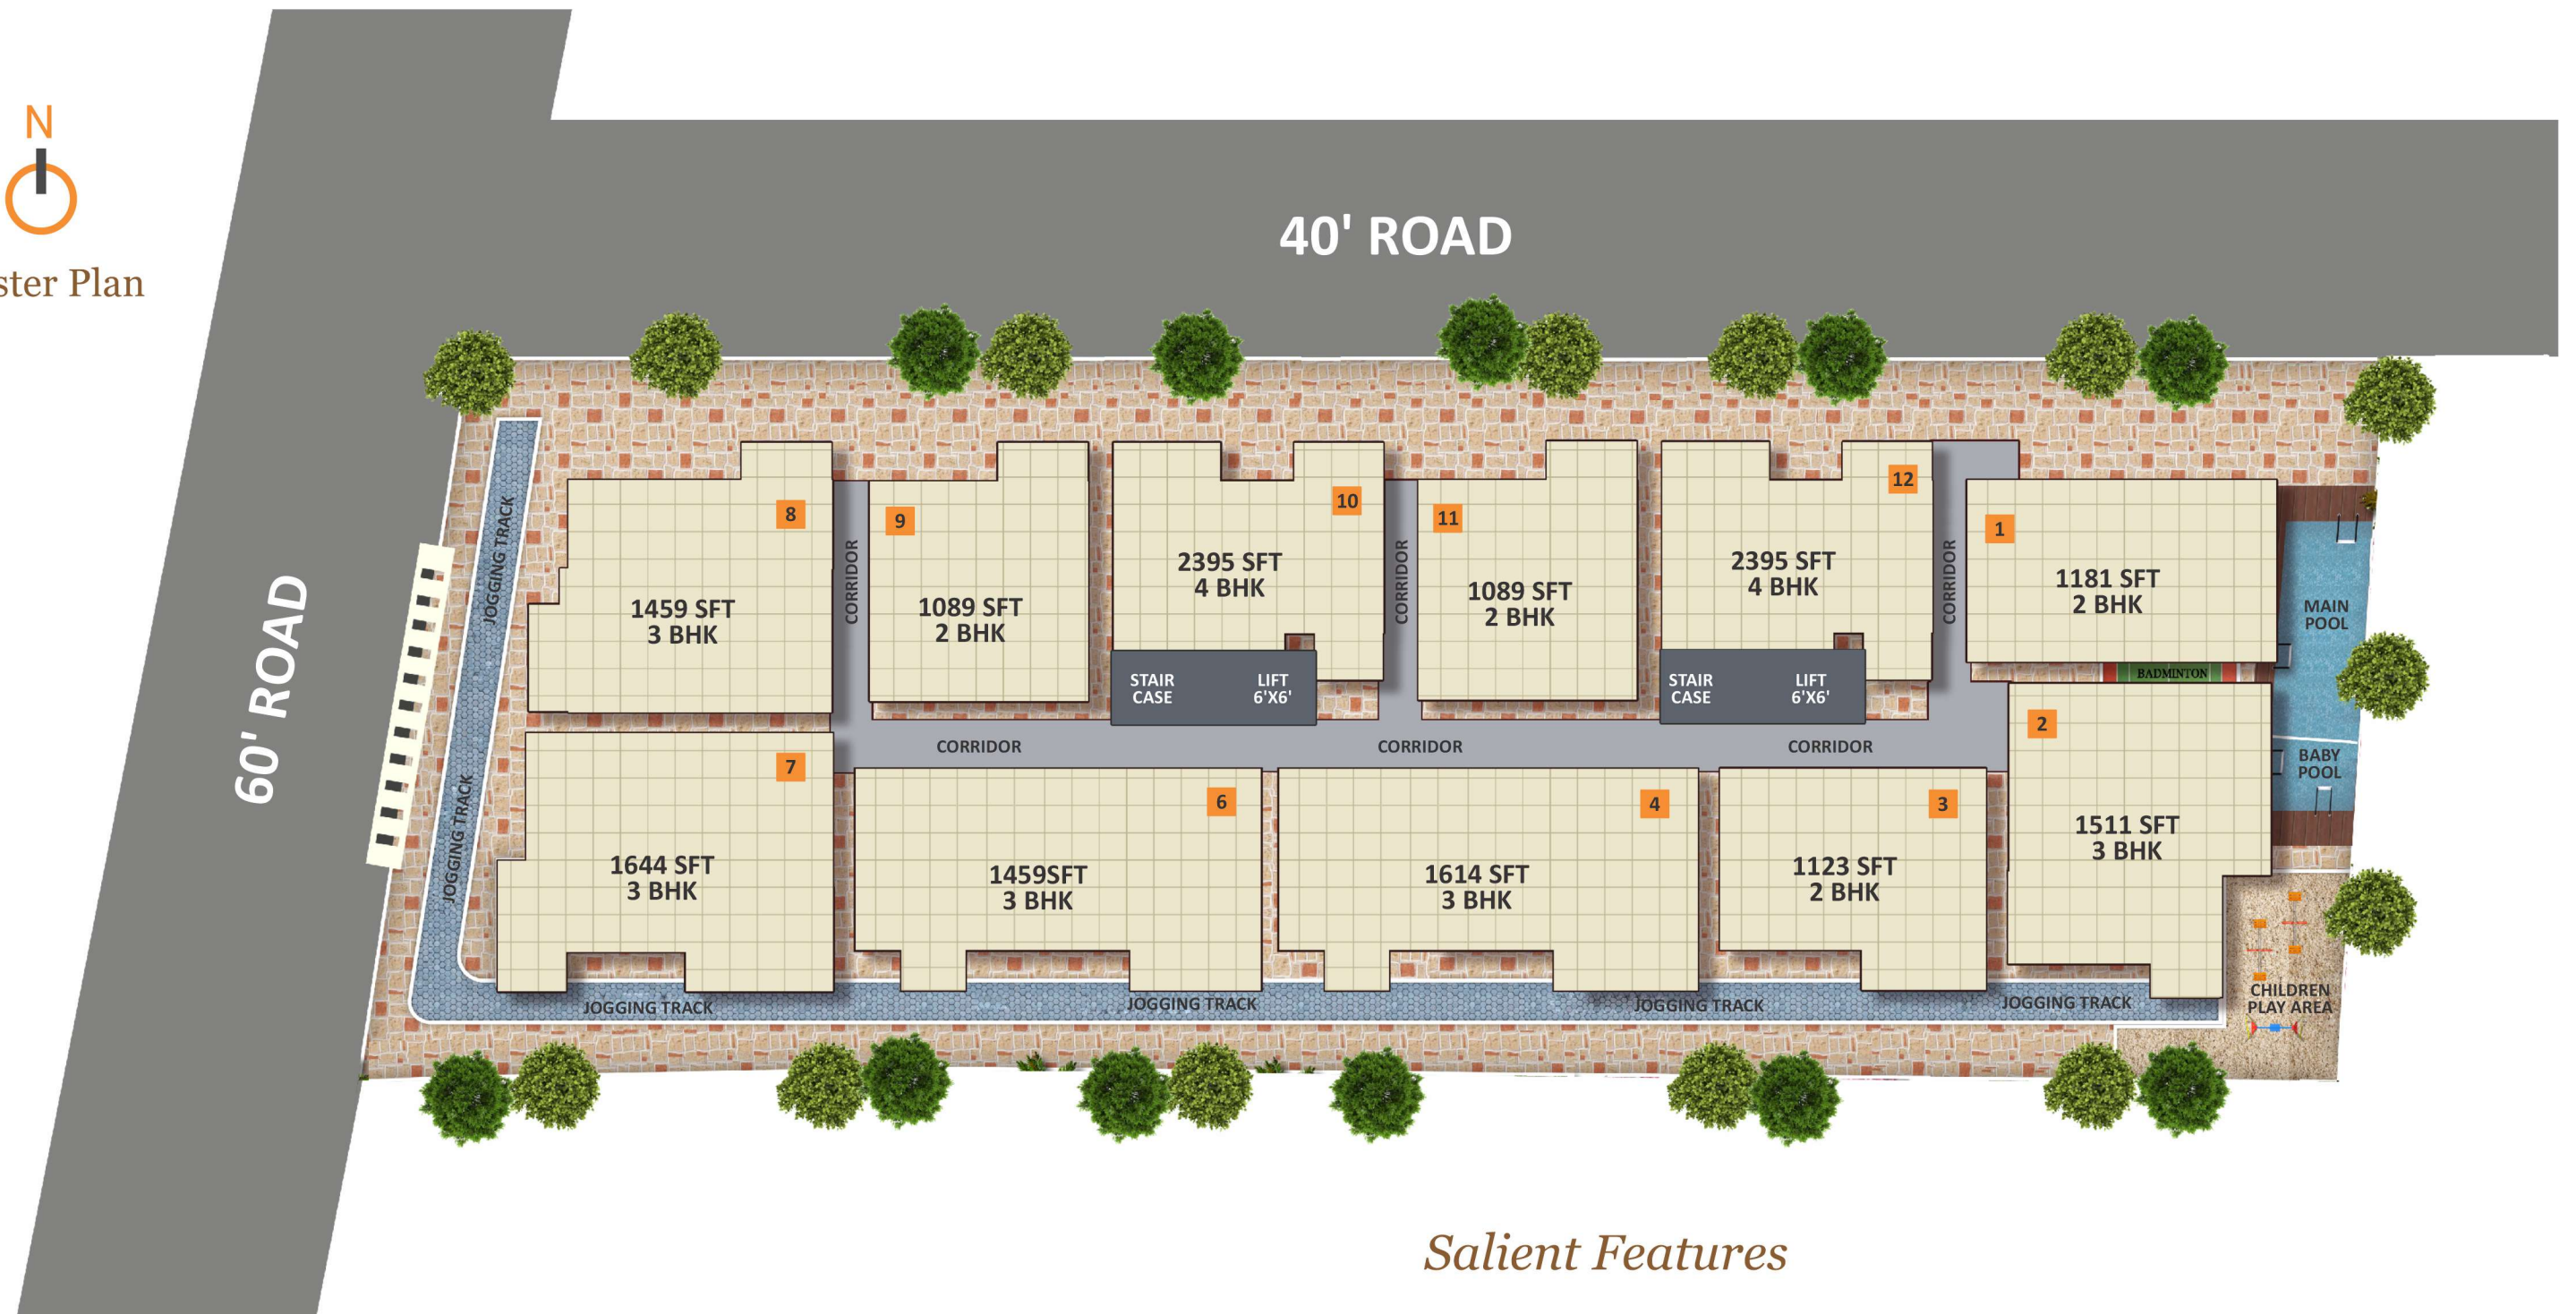 N
ster Plan
40' ROAD
60' ROAD
JOGGING TRACK
JOGGING TRACK
8
1459 SFT
3 BHK
CORRIDOR
9
1089 SFT
2 BHK
10
2395 SFT
4 BHK
STAIR
CASE
LIFT
6'X6'
CORRIDOR
11
1089 SFT
2 BHK
12
2395 SFT
4 BHK
STAIR
CASE
LIFT
6'X6'
CORRIDOR
1
1181 SFT
2 BHK
MAIN
POOL
BADMINTON
BABY
POOL
CORRIDOR
CORRIDOR
CORRIDOR
7
1644 SFT
3 BHK
6
1459SFT
3 BHK
4
1614 SFT
3 BHK
3
1123 SFT
2 BHK
2
1511 SFT
3 BHK
CHILDREN
PLAY AREA
JOGGING TRACK
JOGGING TRACK
JOGGING TRACK
JOGGING TRACK
Salient Features